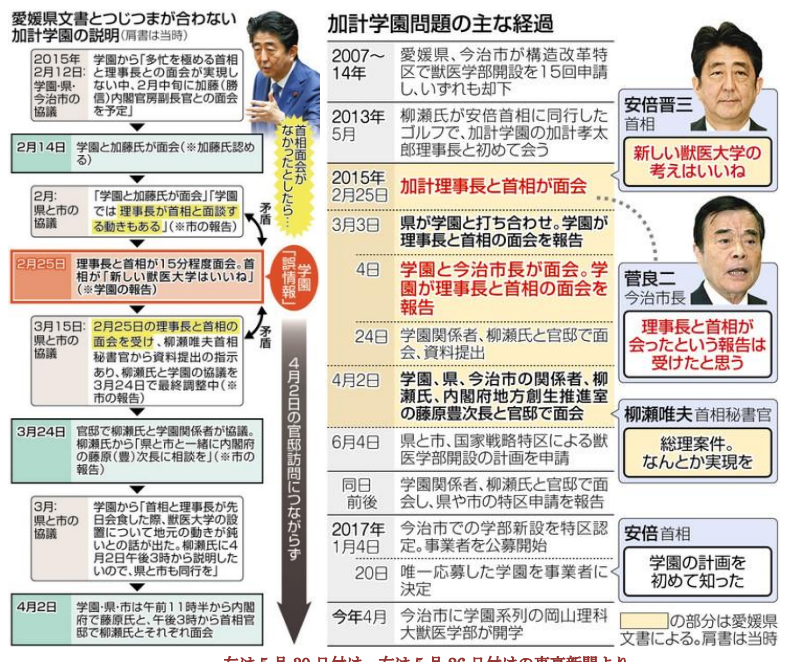 愛媛県文書とつじつまが合わない
加計学園の説明(肩書は当時)
2015年
2月12日:
学園・県・
今治市の
協議
学園から「多忙を極める首相
と理事長との面会が実現し
ない中、2月中旬に加藤(勝
信)内閣官房副長官との面会
を予定」
2月14日
学園と加藤氏が面会(※加藤氏認め
る)
2月:
県と市の
協議
「学園と加藤氏が面会」「学園
では理事長が首相と面談す
る動きもある」(※市の報告)
2月25日
理事長と首相が15分程度面会。首
相が「新しい獣医大学はいいね」
(※学園の報告)
3月15日:
県と市の
協議
2月25日の理事長と首相の
面会を受け、柳瀬唯夫首相
秘書官から資料提出の指示
あり、柳瀬氏と学園の協議を
3月24日で最終調整中(※
市の報告)
3月24日
官邸で柳瀬氏と学園関係者が協議。
柳瀬氏から「県と市と一緒に内閣府
の藤原(豊)次長に相談を」(※市の
報告)
3月:
県と市の
協議
学園から「首相と理事長が先
日会食した際、獣医大学の設
置について地元の動きが鈍
いとの話が出た。柳瀬氏に4
月2日午後3時から説明した
いので、県と市も同行を」
4月2日
学園・県・市は午前11時半から内閣
府で藤原氏と、午後3時から首相官
邸で柳瀬氏とそれぞれ面会
首相面会が
なかったとしたら…
矛盾
矛盾
学園
「誤情報」
4月2日の官邸訪問につながらず
加計学園問題の主な経過
2007〜
14年
愛媛県、今治市が構造改革特
区で獣医学部開設を15回申請
し、いずれも却下
2013年
5月
柳瀬氏が安倍首相に同行した
ゴルフで、加計学園の加計孝太
郎理事長と初めて会う
2015年
2月25日
加計理事長と首相が面会
3月3日
県が学園と打ち合わせ。学園が
理事長と首相の面会を報告
4日
学園と今治市長が面会。学
園が理事長と首相の面会を
報告
24日
学園関係者、柳瀬氏と官邸で面
会、資料提出
4月2日
学園、県、今治市の関係者、柳
瀬氏、内閣府地方創生推進室
の藤原豊次長と官邸で面会
6月4日
県と市、国家戦略特区による獣
医学部開設の計画を申請
同日
前後
学園関係者、柳瀬氏と官邸で面
会し、県や市の特区申請を報告
2017年
1月4日
今治市での学部新設を特区認
定。事業者を公募開始
20日
唯一応募した学園を事業者に
決定
今年4月
今治市に学園系列の岡山理科
大獣医学部が開学
安倍晋三
首相
新しい獣医大学の
考えはいいね
菅良二
今治市長
理事長と首相が
会ったという報告は
受けたと思う
柳瀬唯夫 首相秘書官
総理案件。
なんとか実現を
安倍 首相
学園の計画を
初めて知った
の部分は愛媛県
文書による。肩書は当時